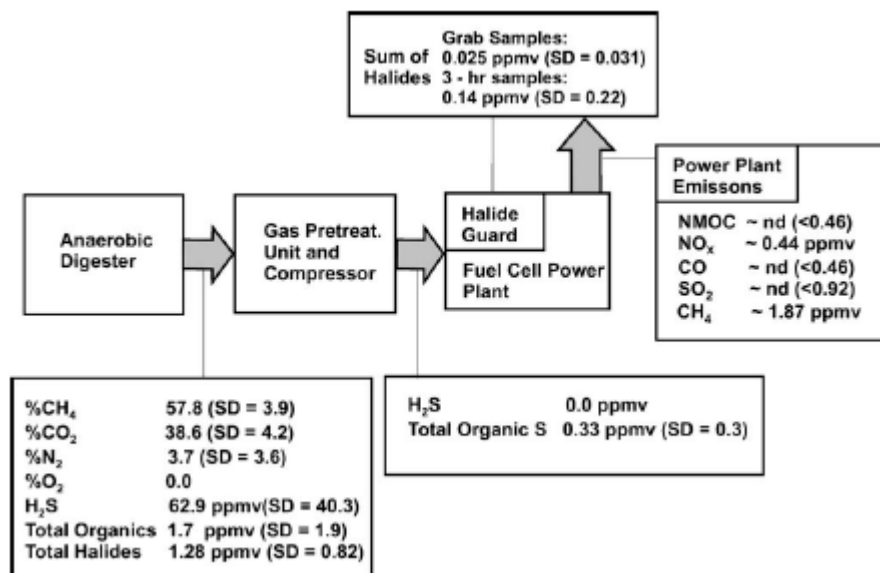 Grab Samples:
Sum of 0.025 ppmv (SD = 0.031)
Halides 3 - hr samples:
0.14 ppmv (SD = 0.22)
Power Plant
Emissons
NMOC ~ nd (<0.46)
NOx ~ 0.44 ppmv
CO ~ nd (<0.46)
SO2 ~ nd (<0.92)
CH4 ~ 1.87 ppmv
Anaerobic
Digester
Gas Pretreat.
Unit and
Compressor
Halide
Guard
Fuel Cell Power
Plant
%CH4 57.8 (SD = 3.9)
%CO2 38.6 (SD = 4.2)
%N2 3.7 (SD = 3.6)
%O2 0.0
H2S 62.9 ppmv(SD = 40.3)
Total Organics 1.7 ppmv (SD = 1.9)
Total Halides 1.28 ppmv (SD = 0.82)
H2S 0.0 ppmv
Total Organic S 0.33 ppmv (SD = 0.3)